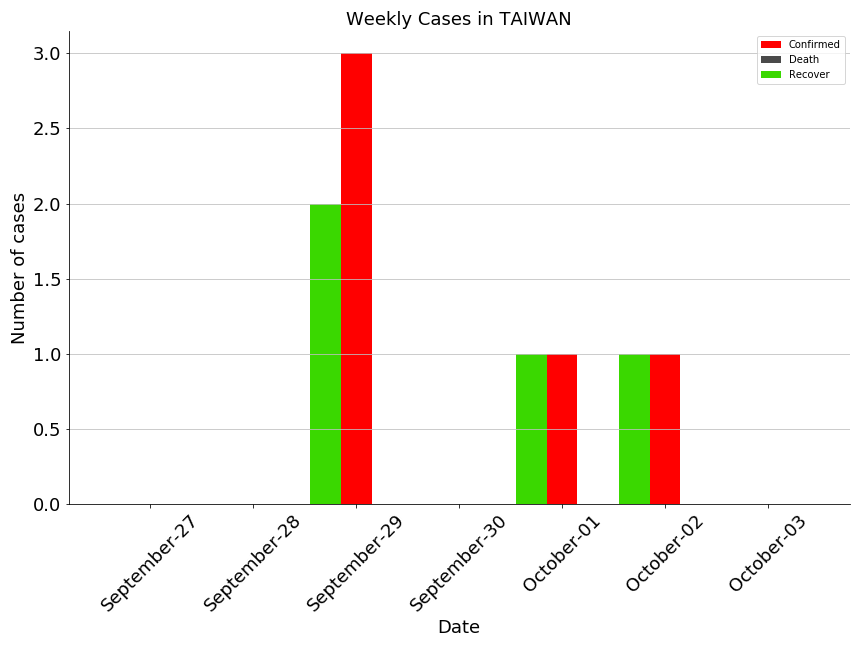 Weekly Cases in TAIWAN
Confirmed
Death
Recover
Number of cases
3.0
2.5
2.0
1.5
1.0
0.5
0.0
September-27
September-28
September-29
September-30
October-01
October-02
October-03
Date